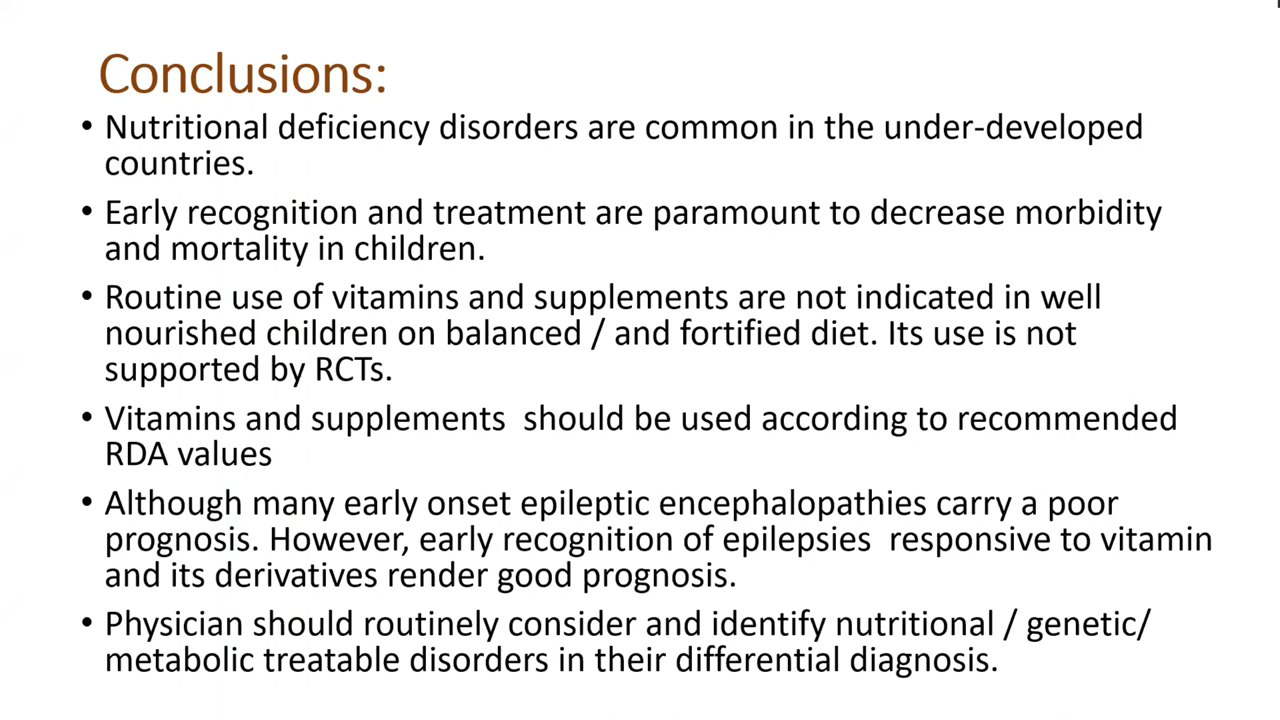 Conclusions:
• Nutritional deficiency disorders are common in the under-developed
countries.
• Early recognition and treatment are paramount to decrease morbidity
and mortality in children.
• Routine use of vitamins and supplements are not indicated in well
nourished children on balanced / and fortified diet. Its use is not
supported by RCTs.
• Vitamins and supplements  should be used according to recommended
RDA values
• Although many early onset epileptic encephalopathies carry a poor
prognosis. However, early recognition of epilepsies  responsive to vitamin
and its derivatives render good prognosis.
• Physician should routinely consider and identify nutritional / genetic/
metabolic treatable disorders in their differential diagnosis.